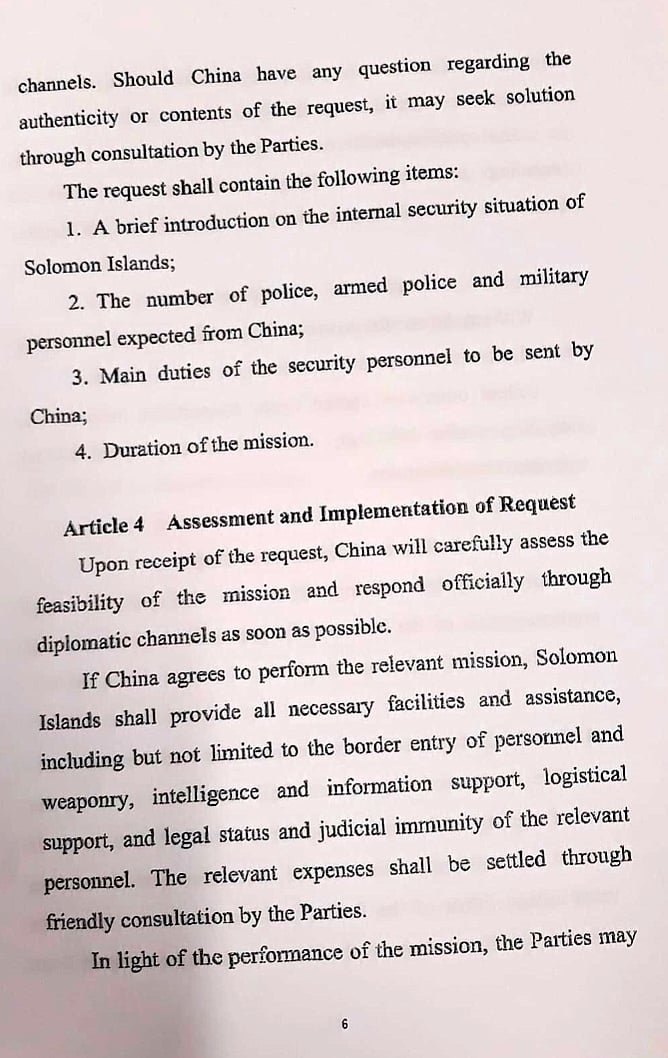 channels. Should China have any question regarding the
authenticity or contents of the request, it may seek solution
through consultation by the Parties.
The request shall contain the following items:
1. A brief introduction on the internal security situation of
Solomon Islands;
2. The number of police, armed police and military
personnel expected from China;
3. Main duties of the security personnel to be sent by
China;
4. Duration of the mission.
Article 4 Assessment and Implementation of Request
Upon receipt of the request, China will carefully assess the
feasibility of the mission and respond officially through
diplomatic channels as soon as possible.
If China agrees to perform the relevant mission, Solomon
Islands shall provide all necessary facilities and assistance,
including but not limited to the border entry of personnel and
weaponry, intelligence and information support, logistical
support, and legal status and judicial immunity of the relevant
personnel. The relevant expenses shall be settled through
friendly consultation by the Parties.
In light of the performance of the mission, the Parties may
6